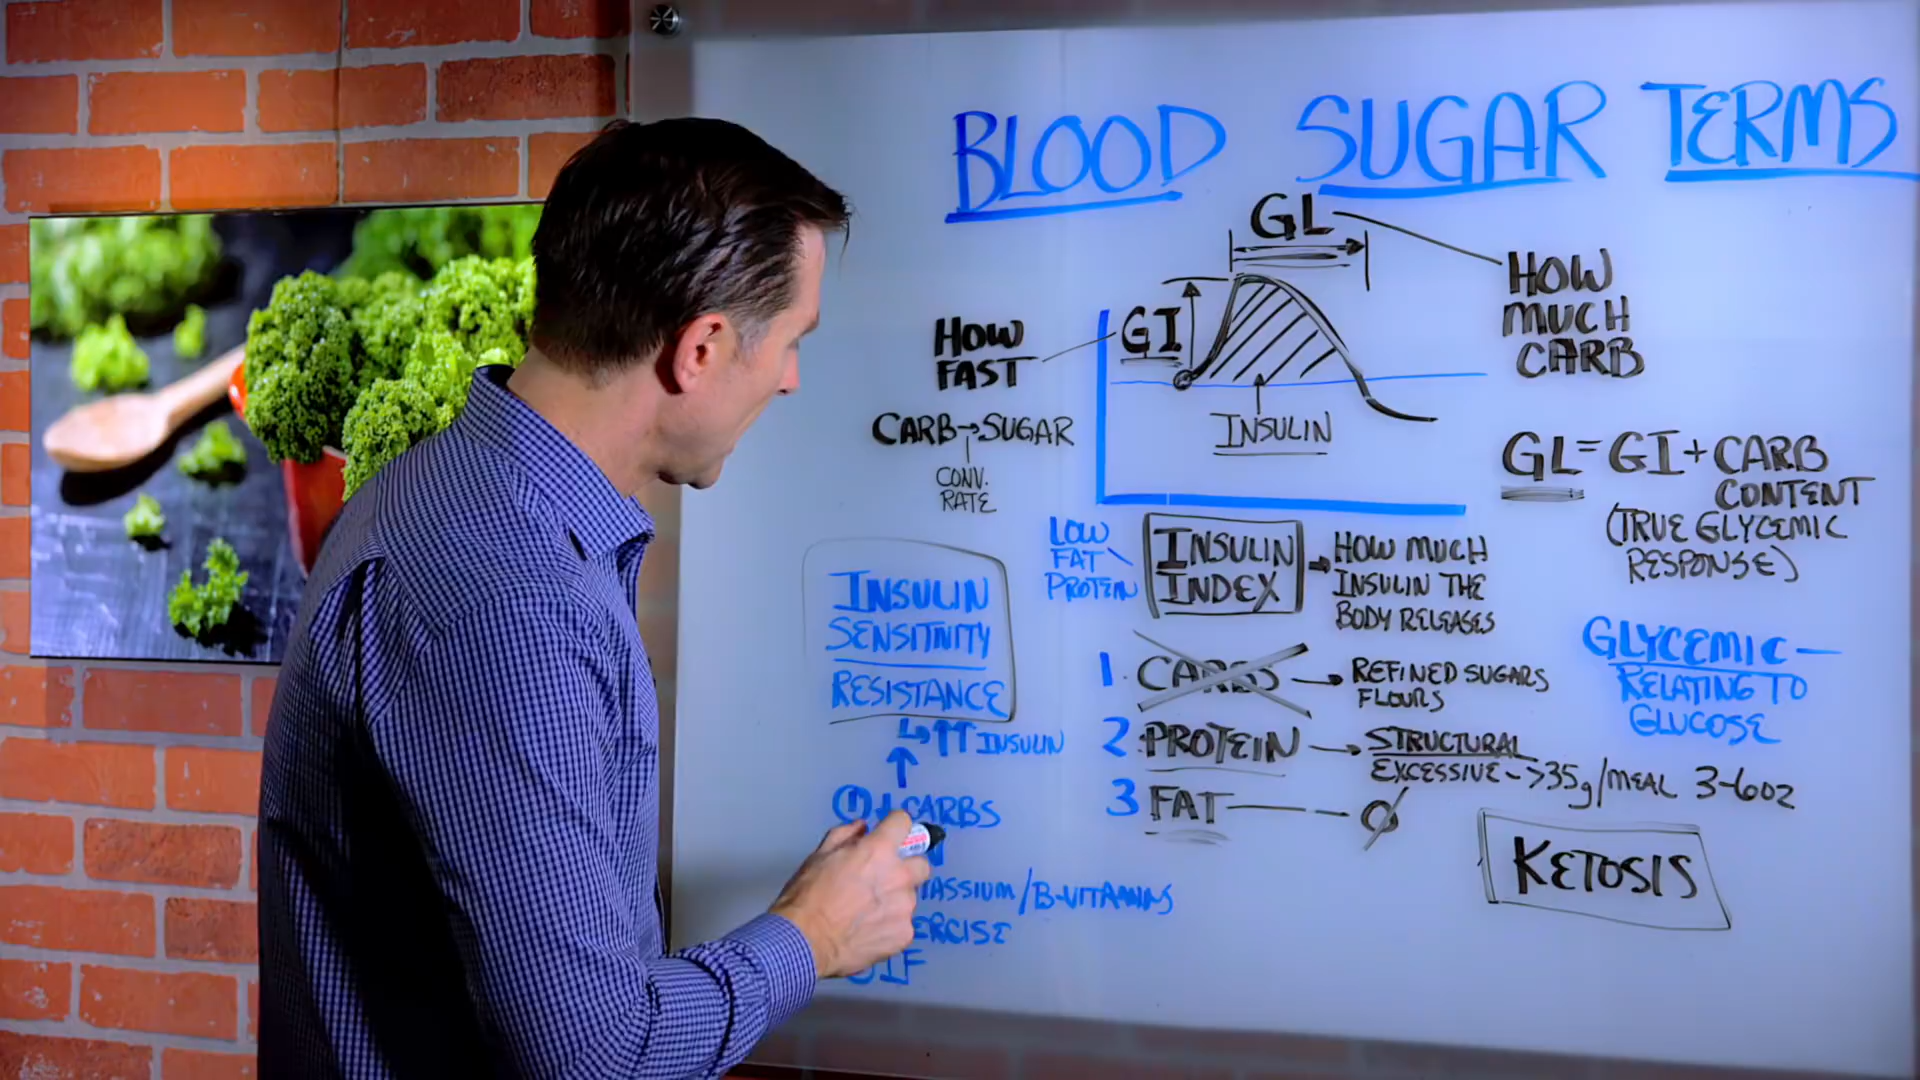 BLOOD SUGAR TERMS
GL
HOW
MUCH
CARB
HOW
FAST
GI
CARB→SUGAR
CONV.
RATE
INSULIN
GL=GI+CARB
CONTENT
(TRUE GLYCEMIC
RESPONSE)
LOW
FAT
PROTEIN
INSULIN
INDEX
→HOW MUCH
INSULIN THE
BODY RELEASES
GLYCEMIC—
RELATING TO
GLUCOSE
1. CARBS → REFINED SUGARS
FLOURS
2. PROTEIN → STRUCTURAL
EXCESSIVE->35g/MEAL 3-6oz
3 FAT
KETOSIS
INSULIN
SENSITIVITY
RESISTANCE
↳↑↑ INSULIN
↑
① ↓ CARBS
/B-VITAMINS
IF